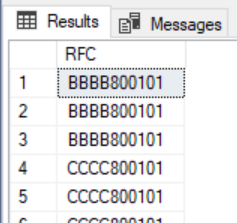 Results Messages
RFC
1 BBBB800101
2 BBBB800101
3 BBBB800101
4 CCCC800101
5 CCCC800101